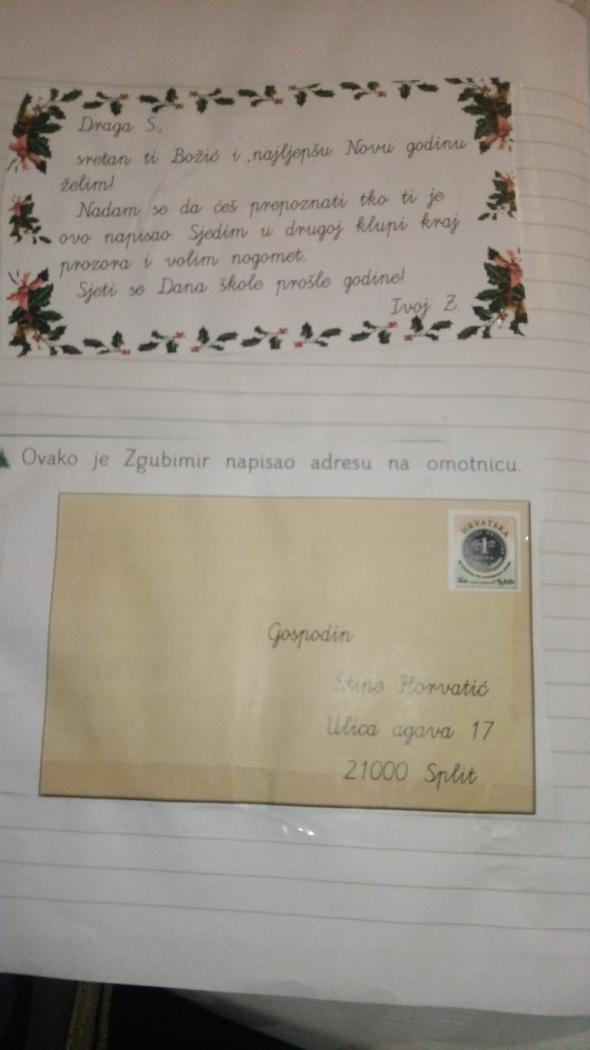 Draga S.,
sretan ti Božić i najljepšu Novu godinu
želim!
Nadam se da ćeš prepoznati tko ti je
ovo napisao. Sjedim u drugoj klupi kraj
prozora i volim nogomet.
Sjeti se Dana škole prošle godine!
Tvoj Z.
Ovako je Zgubimir napisao adresu na omotnicu.
HRVATSKA
1
Gospodin
Stipe Horvatić
Ulica agava 17
21000 Split